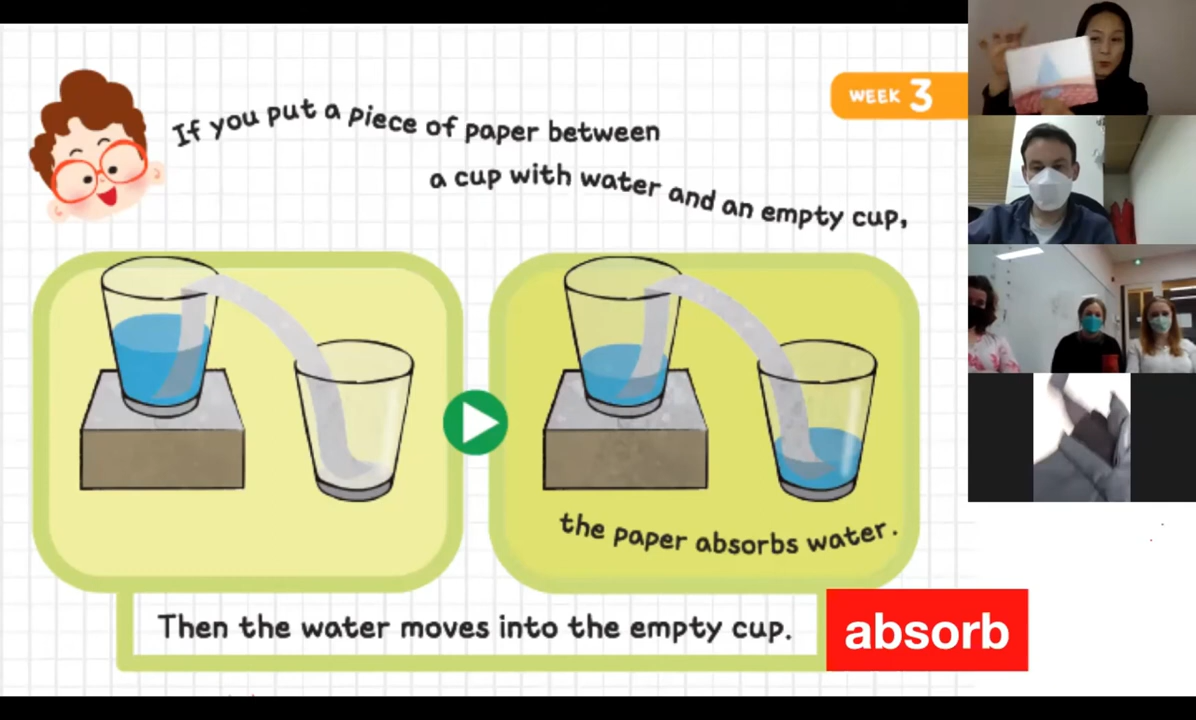 WEEK 3
If you put a piece of paper between
a cup with water and an empty cup,
the paper absorbs water.
Then the water moves into the empty cup.
absorb